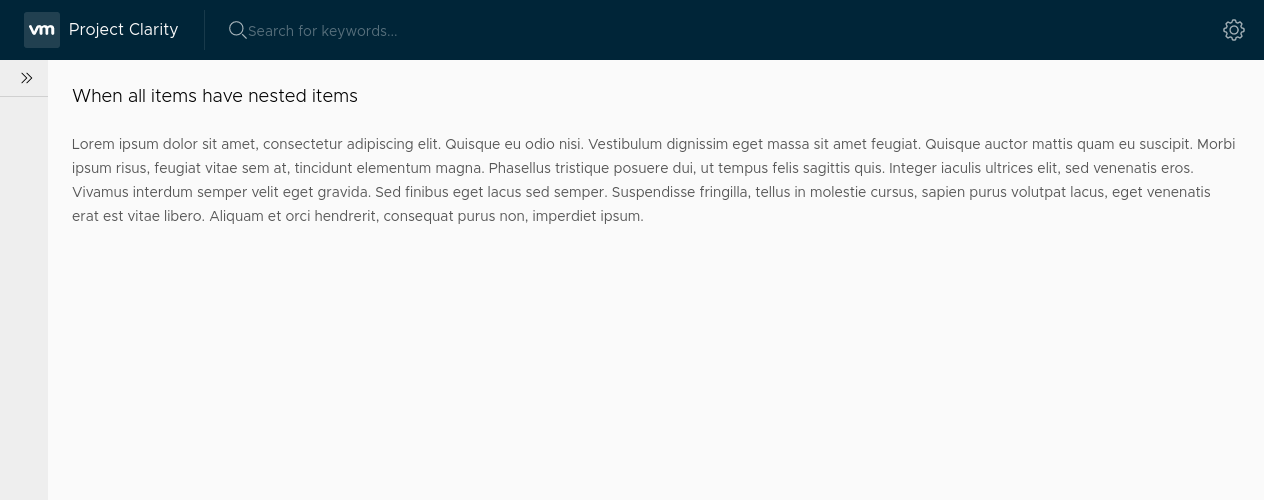 vm Project Clarity Search for keywords...
When all items have nested items
Lorem ipsum dolor sit amet, consectetur adipiscing elit. Quisque eu odio nisi. Vestibulum dignissim eget massa sit amet feugiat. Quisque auctor mattis quam eu suscipit. Morbi
ipsum risus, feugiat vitae sem at, tincidunt elementum magna. Phasellus tristique posuere dui, ut tempus felis sagittis quis. Integer iaculis ultrices elit, sed venenatis eros.
Vivamus interdum semper velit eget gravida. Sed finibus eget lacus sed semper. Suspendisse fringilla, tellus in molestie cursus, sapien purus volutpat lacus, eget venenatis
erat est vitae libero. Aliquam et orci hendrerit, consequat purus non, imperdiet ipsum.